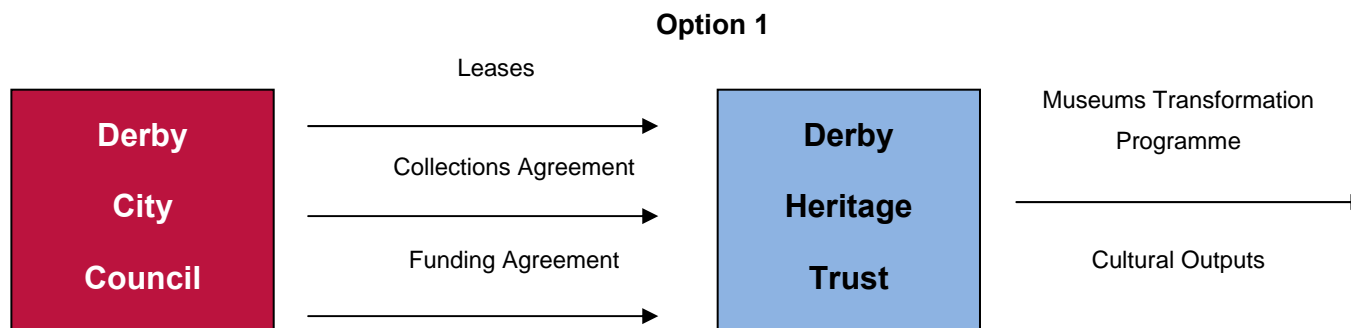 Option 1
Leases
Derby
City
Council
Collections Agreement
Funding Agreement
Derby
Heritage
Trust
Museums Transformation
Programme
Cultural Outputs